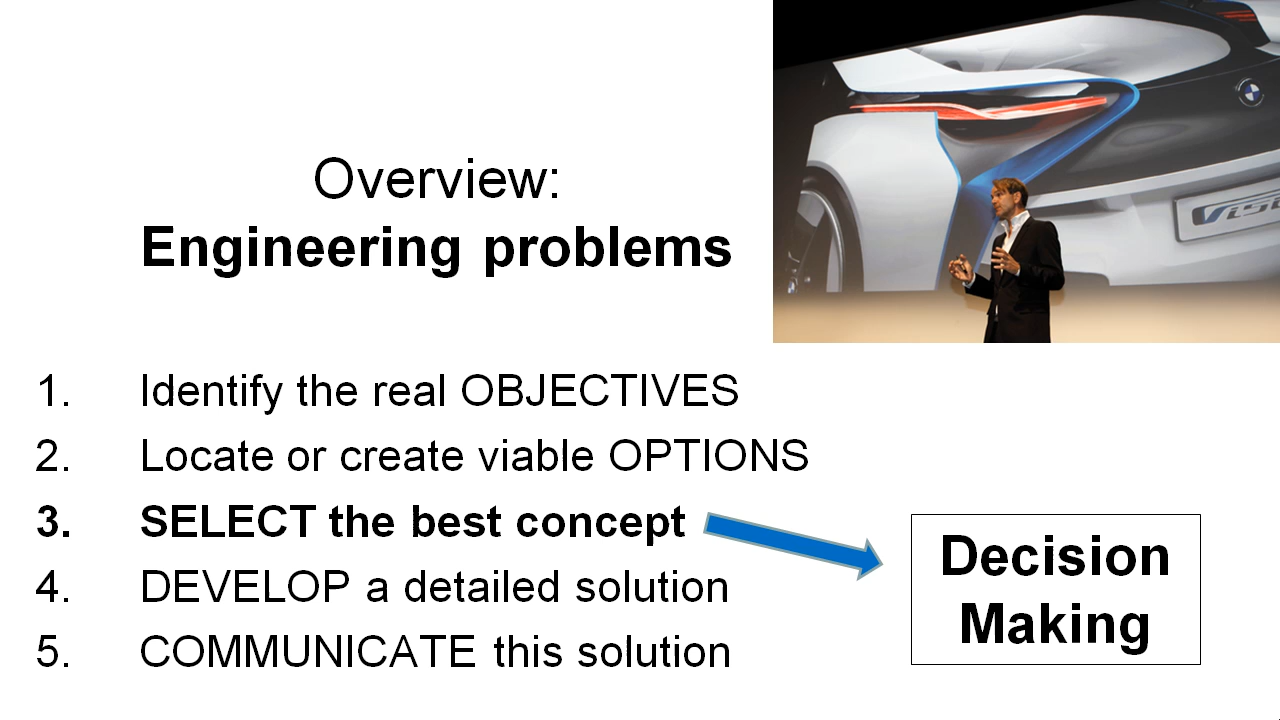 Overview:
Engineering problems
1. Identify the real OBJECTIVES
2. Locate or create viable OPTIONS
3. SELECT the best concept
4. DEVELOP a detailed solution
5. COMMUNICATE this solution
Decision
Making